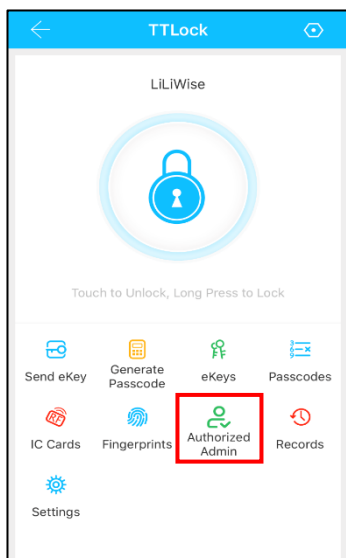 TTLock
LiLiWise
Touch to Unlock, Long Press to Lock
Send eKey
Generate
Passcode
eKeys
Passcodes
IC Cards
Fingerprints
Authorized
Admin
Records
Settings